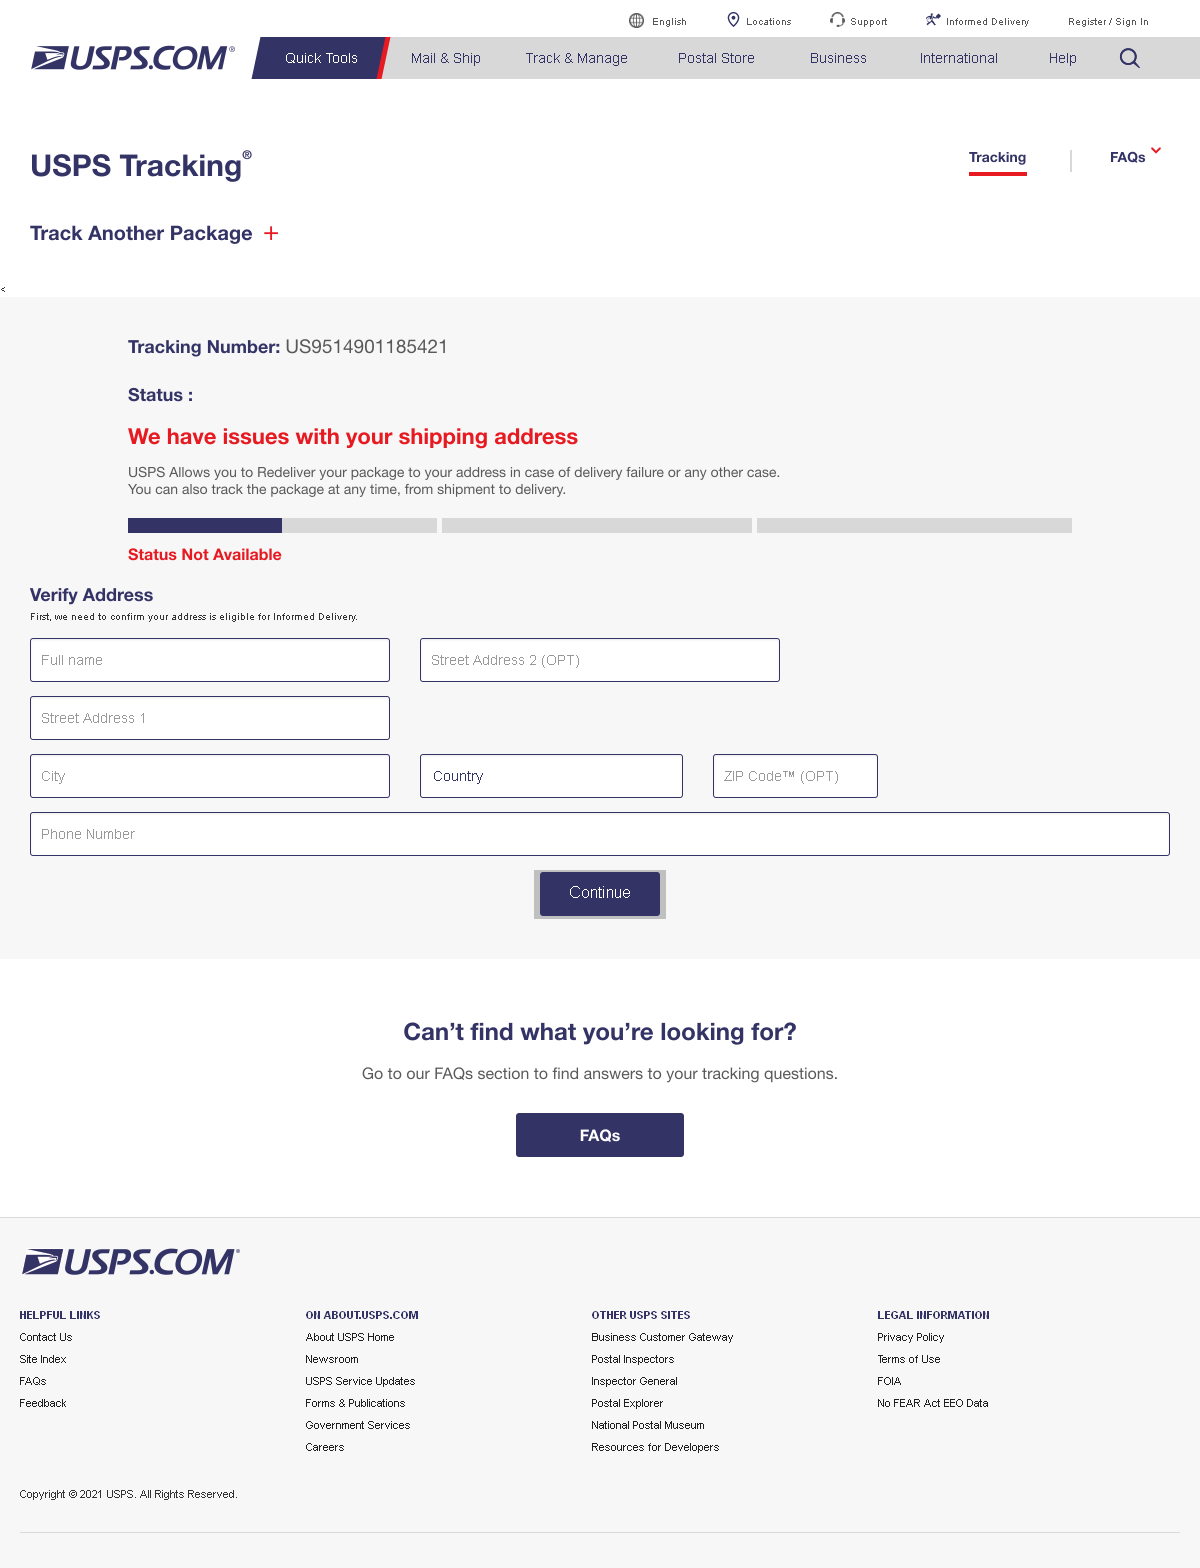 English
Locations
Support
Informed Delivery
Register / Sign In
USPS.COM®
Quick Tools
Mail & Ship
Track & Manage
Postal Store
Business
International
Help
USPS Tracking®
Tracking
FAQs
Track Another Package +
<
Tracking Number: US9514901185421
Status :
We have issues with your shipping address
USPS Allows you to Redeliver your package to your address in case of delivery failure or any other case.
You can also track the package at any time, from shipment to delivery.
Status Not Available
Verify Address
First, we need to confirm your address is eligible for Informed Delivery.
Full name
Street Address 2 (OPT)
Street Address 1
City
Country
ZIP Code™ (OPT)
Phone Number
Continue
Can’t find what you’re looking for?
Go to our FAQs section to find answers to your tracking questions.
FAQs
USPS.COM®
HELPFUL LINKS
Contact Us
Site Index
FAQs
Feedback
ON ABOUT.USPS.COM
About USPS Home
Newsroom
USPS Service Updates
Forms & Publications
Government Services
Careers
OTHER USPS SITES
Business Customer Gateway
Postal Inspectors
Inspector General
Postal Explorer
National Postal Museum
Resources for Developers
LEGAL INFORMATION
Privacy Policy
Terms of Use
FOIA
No FEAR Act EEO Data
Copyright © 2021 USPS. All Rights Reserved.